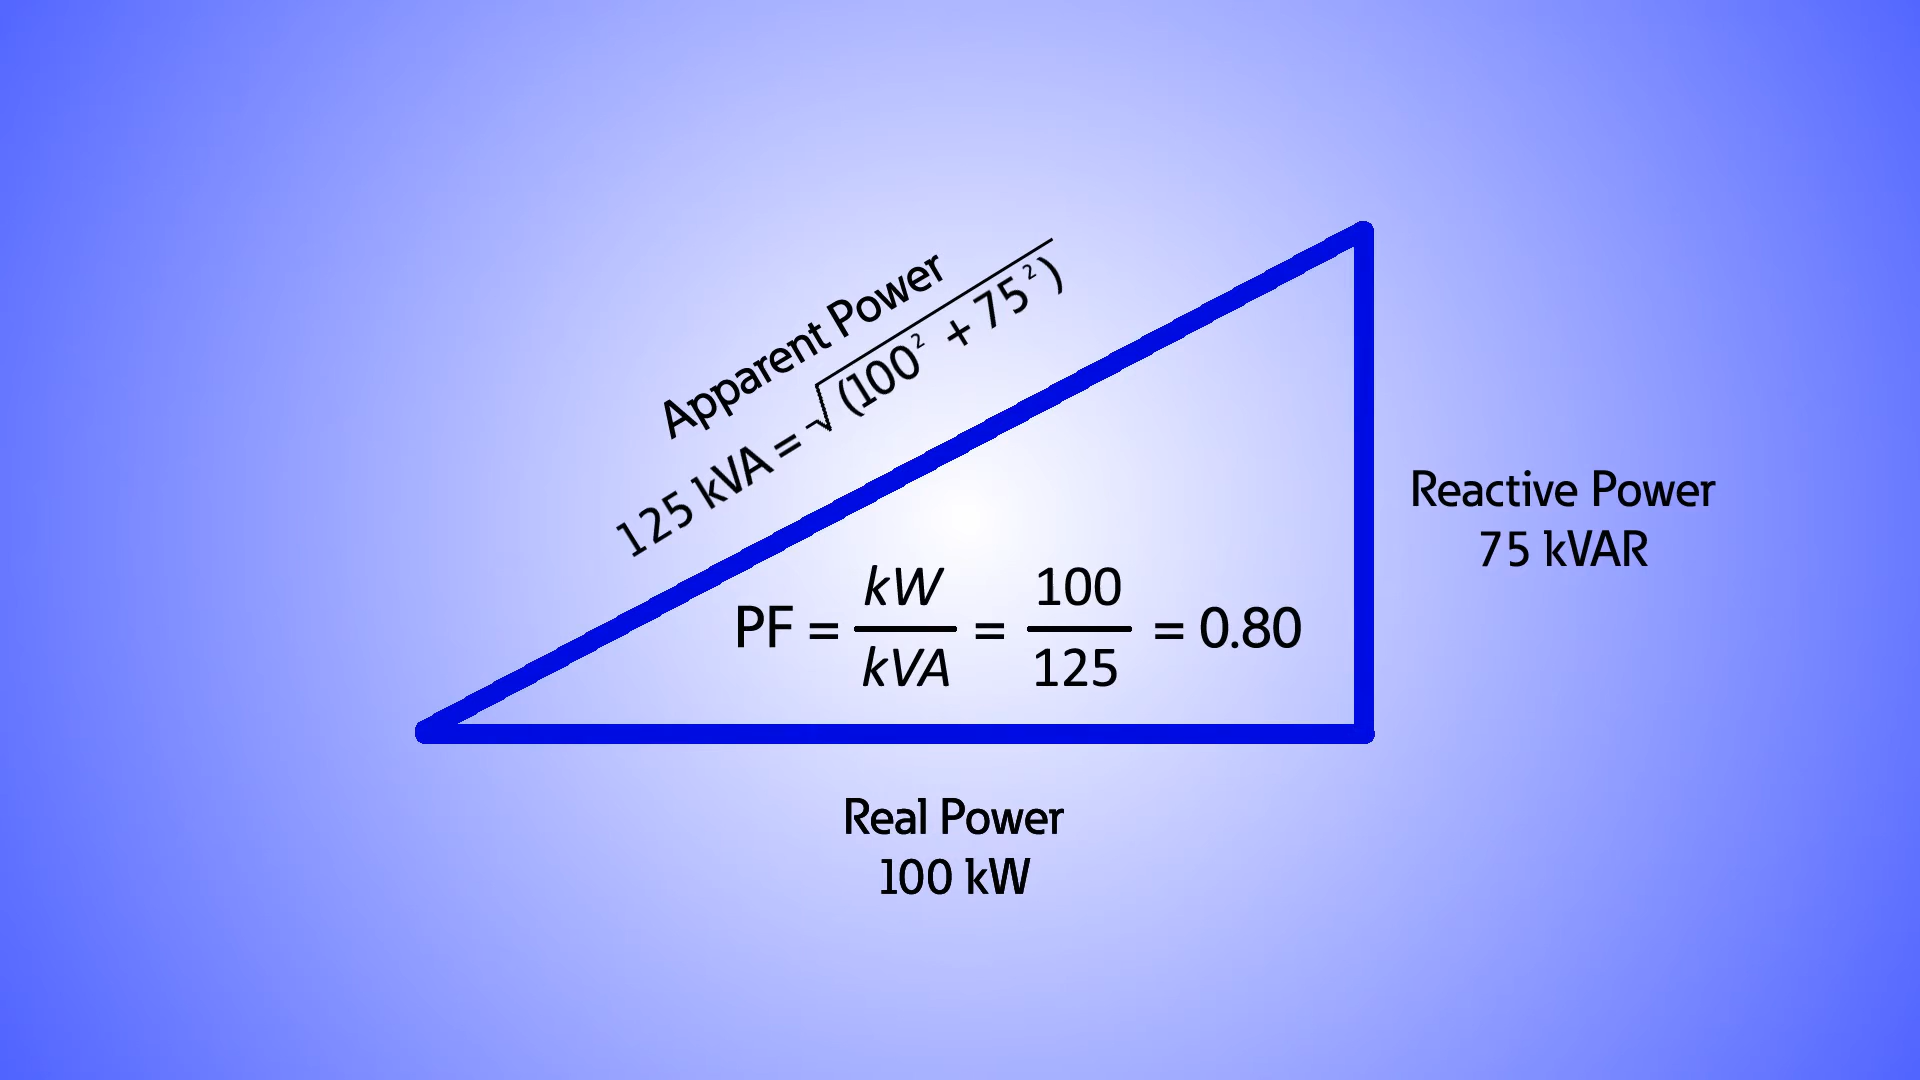 Apparent Power
125 kVA = √(100² + 75²)
Reactive Power
75 kVAR
PF = kW/kVA = 100/125 = 0.80
Real Power
100 kW